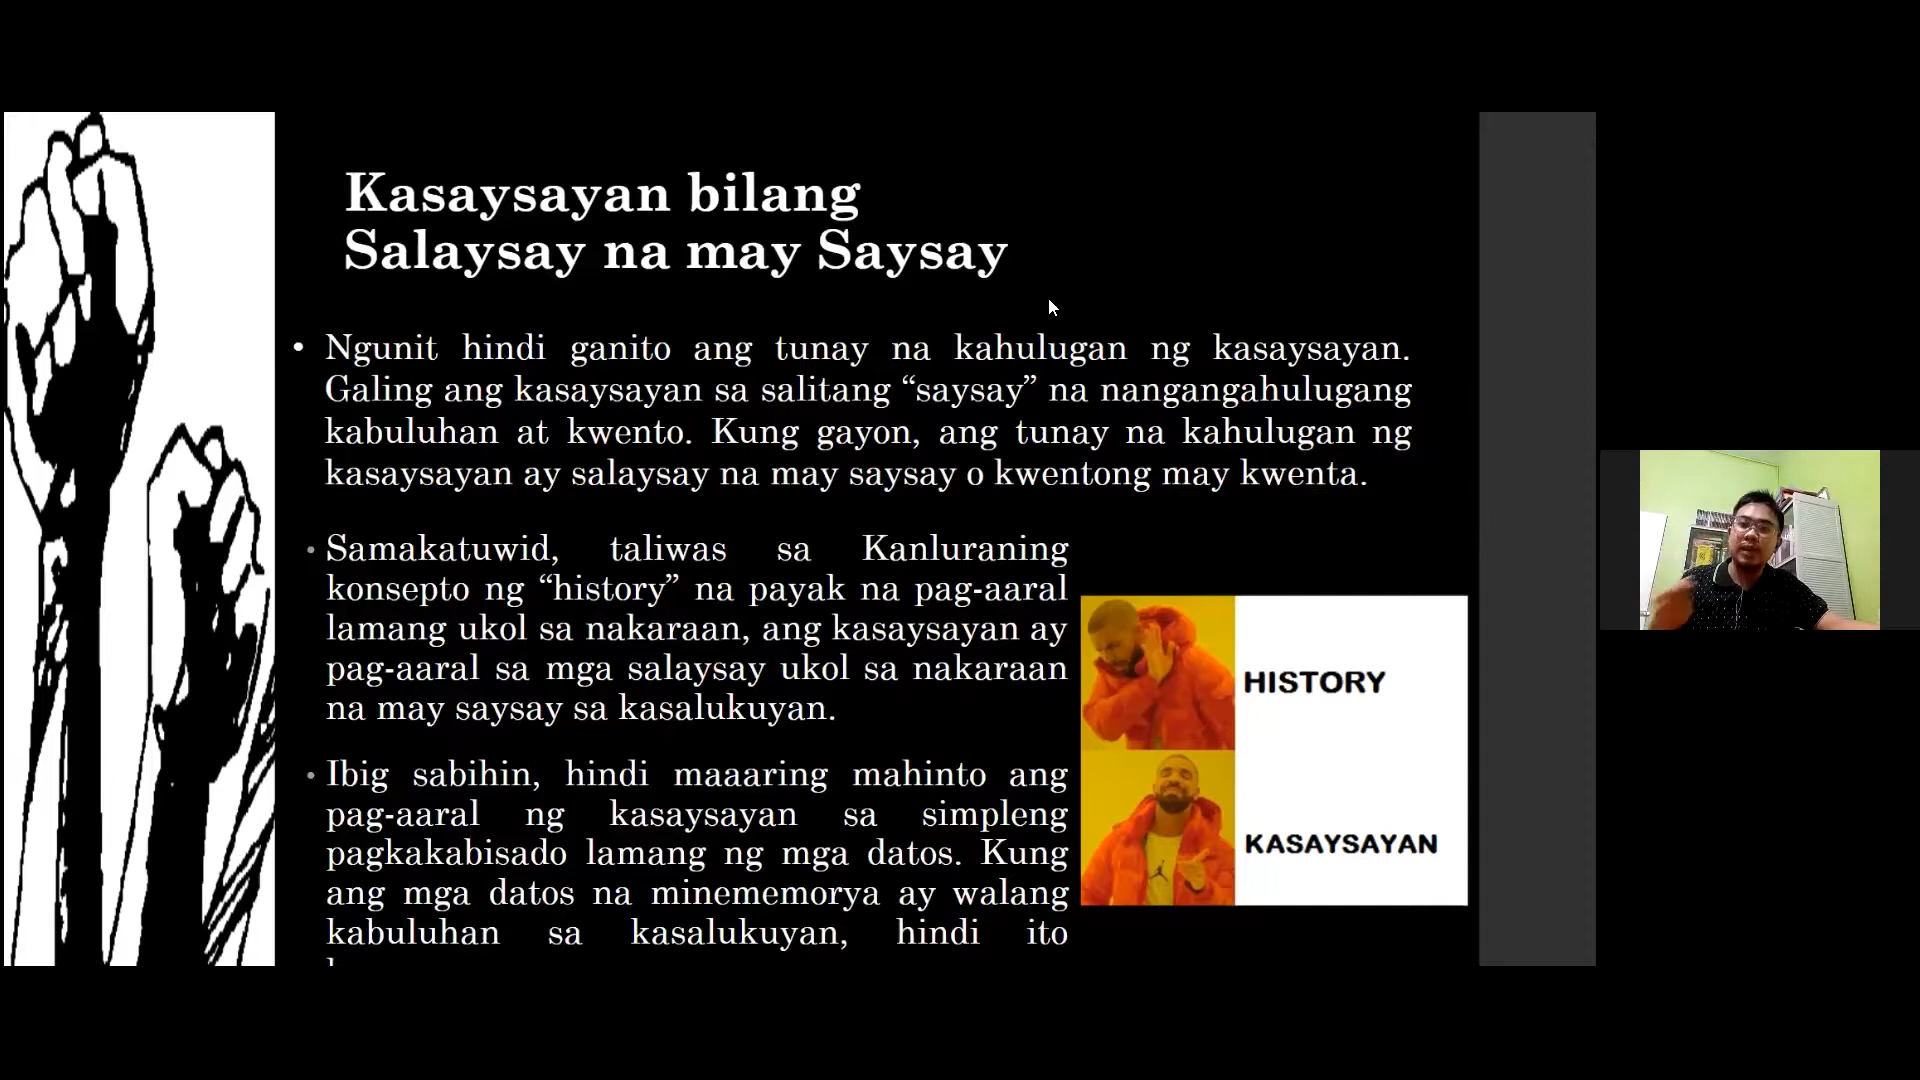 Kasaysayan bilang
Salaysay na may Saysay
• Ngunit hindi ganito ang tunay na kahulugan ng kasaysayan.
Galing ang kasaysayan sa salitang “saysay” na nangangahulugang
kabuluhan at kwento. Kung gayon, ang tunay na kahulugan ng
kasaysayan ay salaysay na may saysay o kwentong may kwenta.
• Samakatuwid, taliwas sa Kanluraning
konsepto ng “history” na payak na pag-aaral
lamang ukol sa nakaraan, ang kasaysayan ay
pag-aaral sa mga salaysay ukol sa nakaraan
na may saysay sa kasalukuyan.
• Ibig sabihin, hindi maaaring mahinto ang
pag-aaral ng kasaysayan sa simpleng
pagkakabisado lamang ng mga datos. Kung
ang mga datos na minememorya ay walang
kabuluhan sa kasalukuyan, hindi ito
HISTORY
KASAYSAYAN